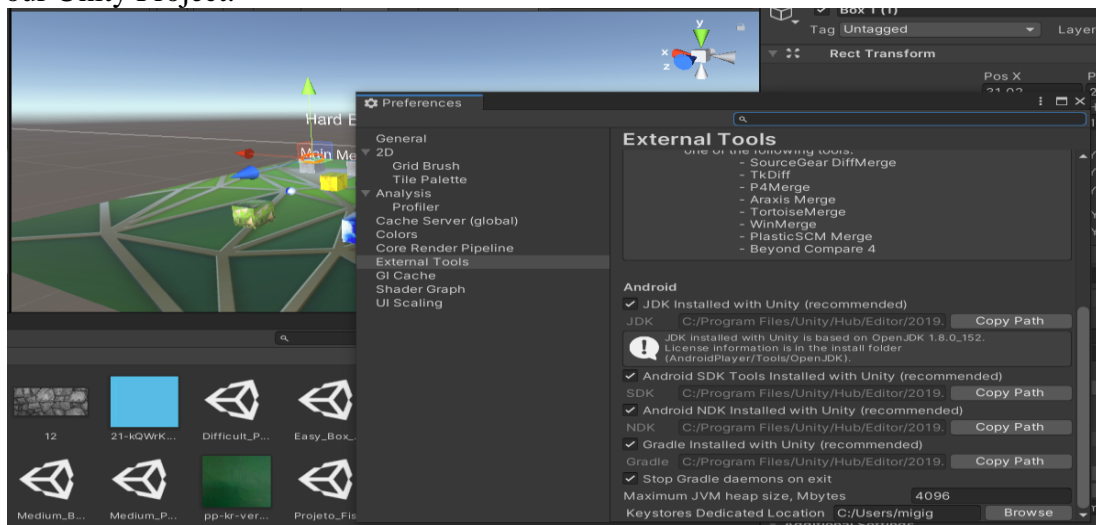 our Unity Project.
Box 1 (1)
Tag Untagged Layer
Rect Transform
Pos X
31.02
y
x
z
Hard E
Main Me
Preferences
General
2D
Grid Brush
Tile Palette
Analysis
Profiler
Cache Server (global)
Colors
Core Render Pipeline
External Tools
GI Cache
Shader Graph
UI Scaling
External Tools
one of the following tools:
- SourceGear DiffMerge
- TkDiff
- P4Merge
- Araxis Merge
- TortoiseMerge
- WinMerge
- PlasticSCM Merge
- Beyond Compare 4
Android
JDK Installed with Unity (recommended)
JDK C:/Program Files/Unity/Hub/Editor/2019. Copy Path
JDK installed with Unity is based on OpenJDK 1.8.0_152.
License information is in the install folder
(AndroidPlayer/Tools/OpenJDK).
Android SDK Tools Installed with Unity (recommended)
SDK C:/Program Files/Unity/Hub/Editor/2019. Copy Path
Android NDK Installed with Unity (recommended)
NDK C:/Program Files/Unity/Hub/Editor/2019. Copy Path
Gradle Installed with Unity (recommended)
Gradle C:/Program Files/Unity/Hub/Editor/2019. Copy Path
Stop Gradle daemons on exit
Maximum JVM heap size, Mbytes 4096
Keystores Dedicated Location C:/Users/migig Browse
12
21-kQWrK...
Difficult_P...
Easy_Box_
Medium_B...
Medium_P...
pp-kr-ver...
Projeto_Fis